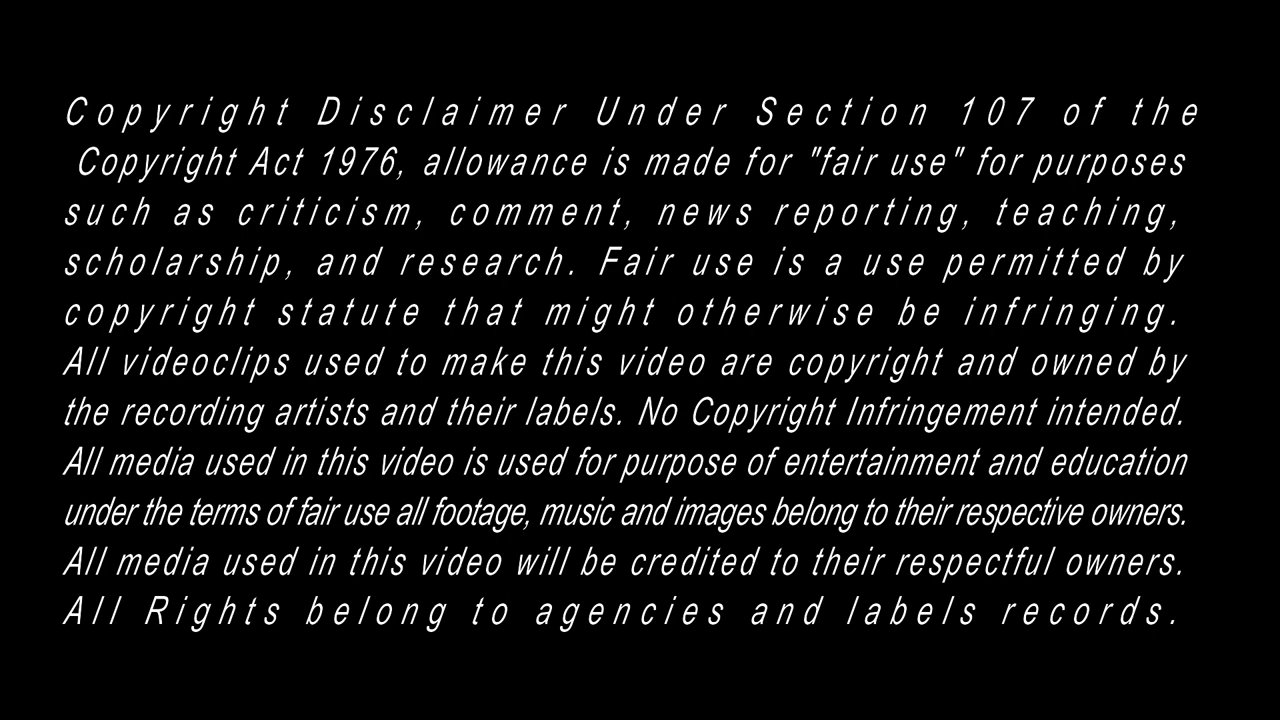 Copyright Disclaimer Under Section 107 of the
Copyright Act 1976, allowance is made for "fair use" for purposes
such as criticism, comment, news reporting, teaching,
scholarship, and research. Fair use is a use permitted by
copyright statute that might otherwise be infringing.
All videoclips used to make this video are copyright and owned by
the recording artists and their labels. No Copyright Infringement intended.
All media used in this video is used for purpose of entertainment and education
under the terms of fair use all footage, music and images belong to their respective owners.
All media used in this video will be credited to their respectful owners.
All Rights belong to agencies and labels records.